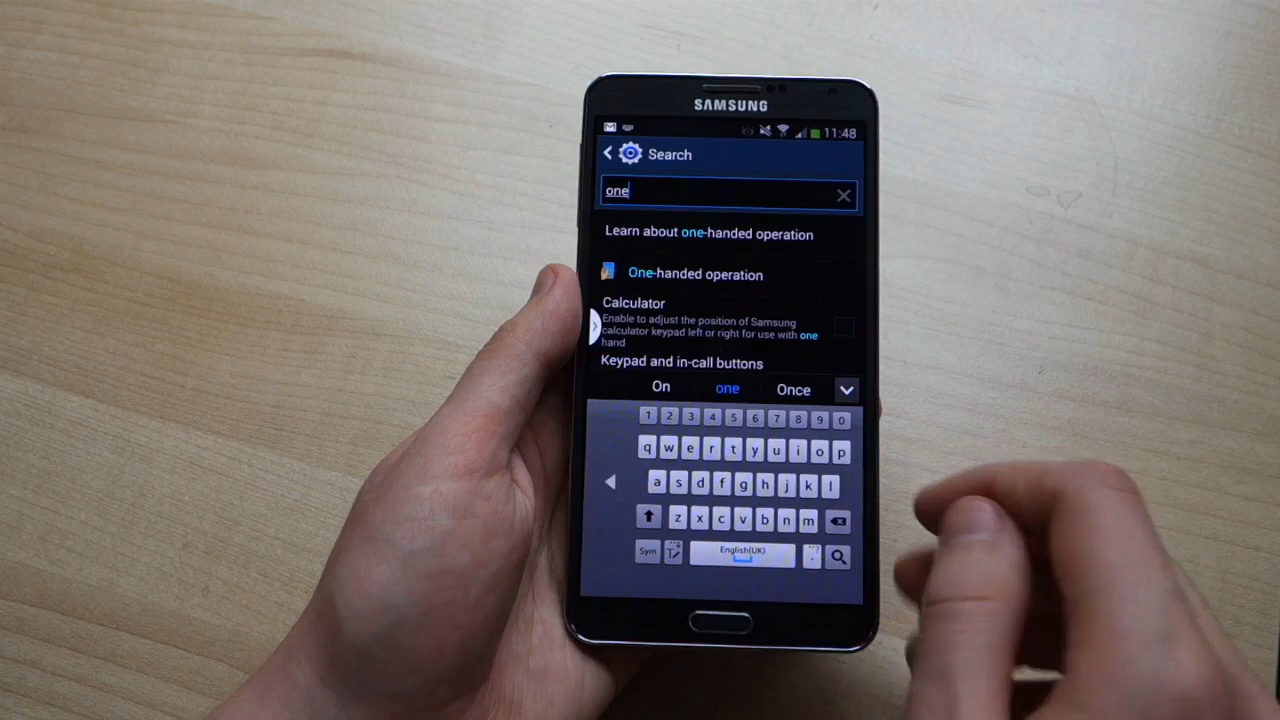 SAMSUNG
11:48
Search
one
Learn about one-handed operation
One-handed operation
Calculator
Enable to adjust the position of Samsung
calculator keypad left or right for use with one
hand
Keypad and in-call buttons
On one Once
1 2 3 4 5 6 7 8 9 0
q w e r t y u i o p
a s d f g h j k l
z x c v b n m
Sym English(UK) .